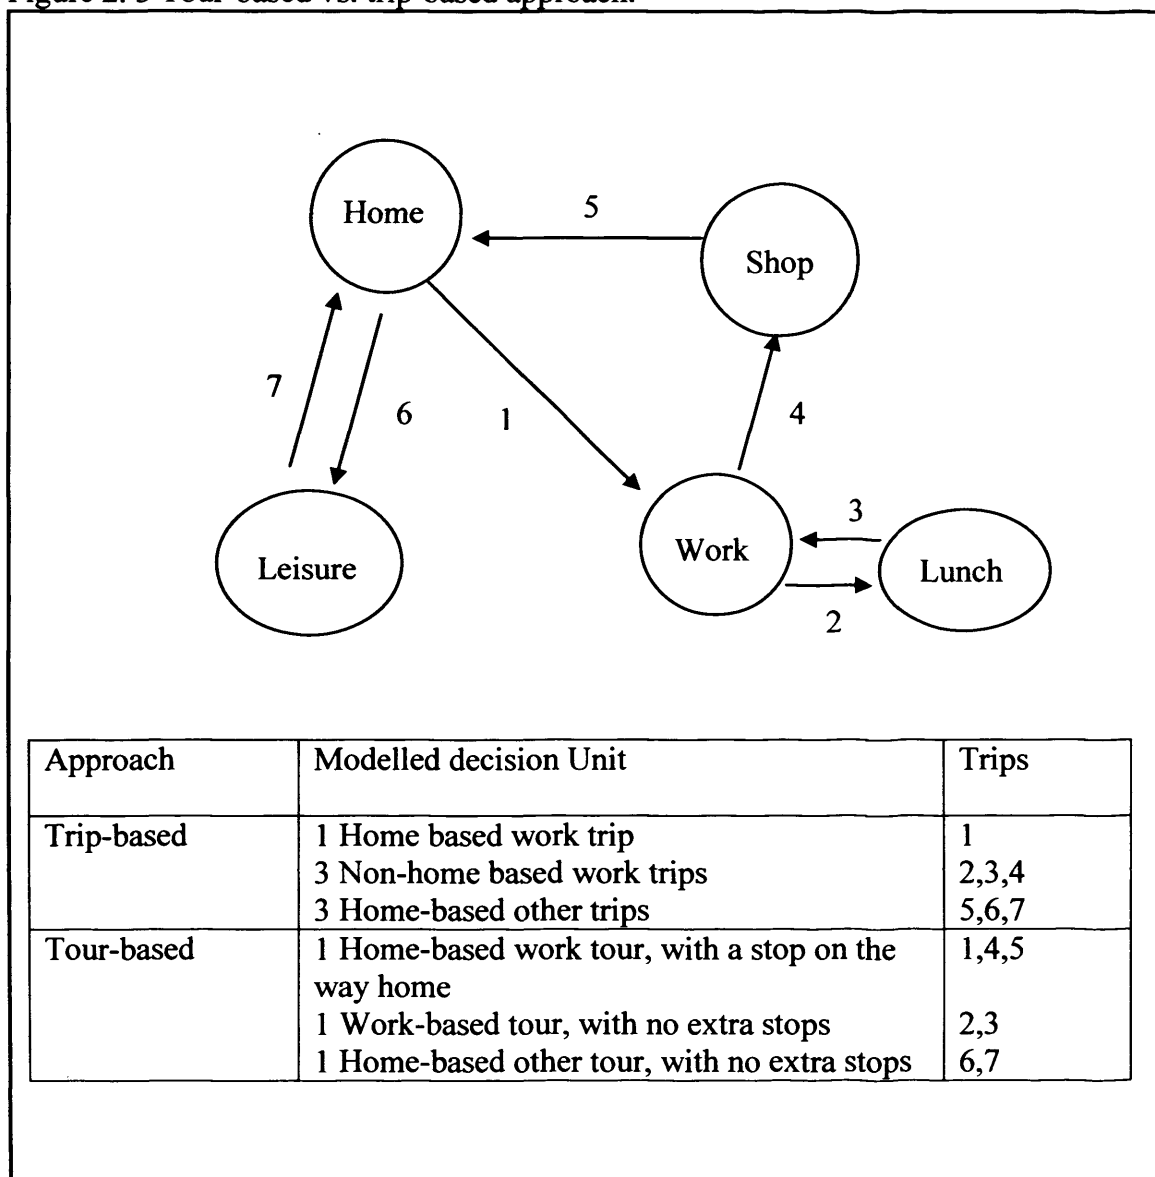 Figure 2. 3 Tour-based vs. trip-based approach.
Home
5
Shop
7
6
1
4
3
Leisure
Work
Lunch
2
Approach Modelled decision Unit Trips
Trip-based 1 Home based work trip 1
3 Non-home based work trips 2,3,4
3 Home-based other trips 5,6,7
Tour-based 1 Home-based work tour, with a stop on the 1,4,5
way home
1 Work-based tour, with no extra stops 2,3
1 Home-based other tour, with no extra stops 6,7